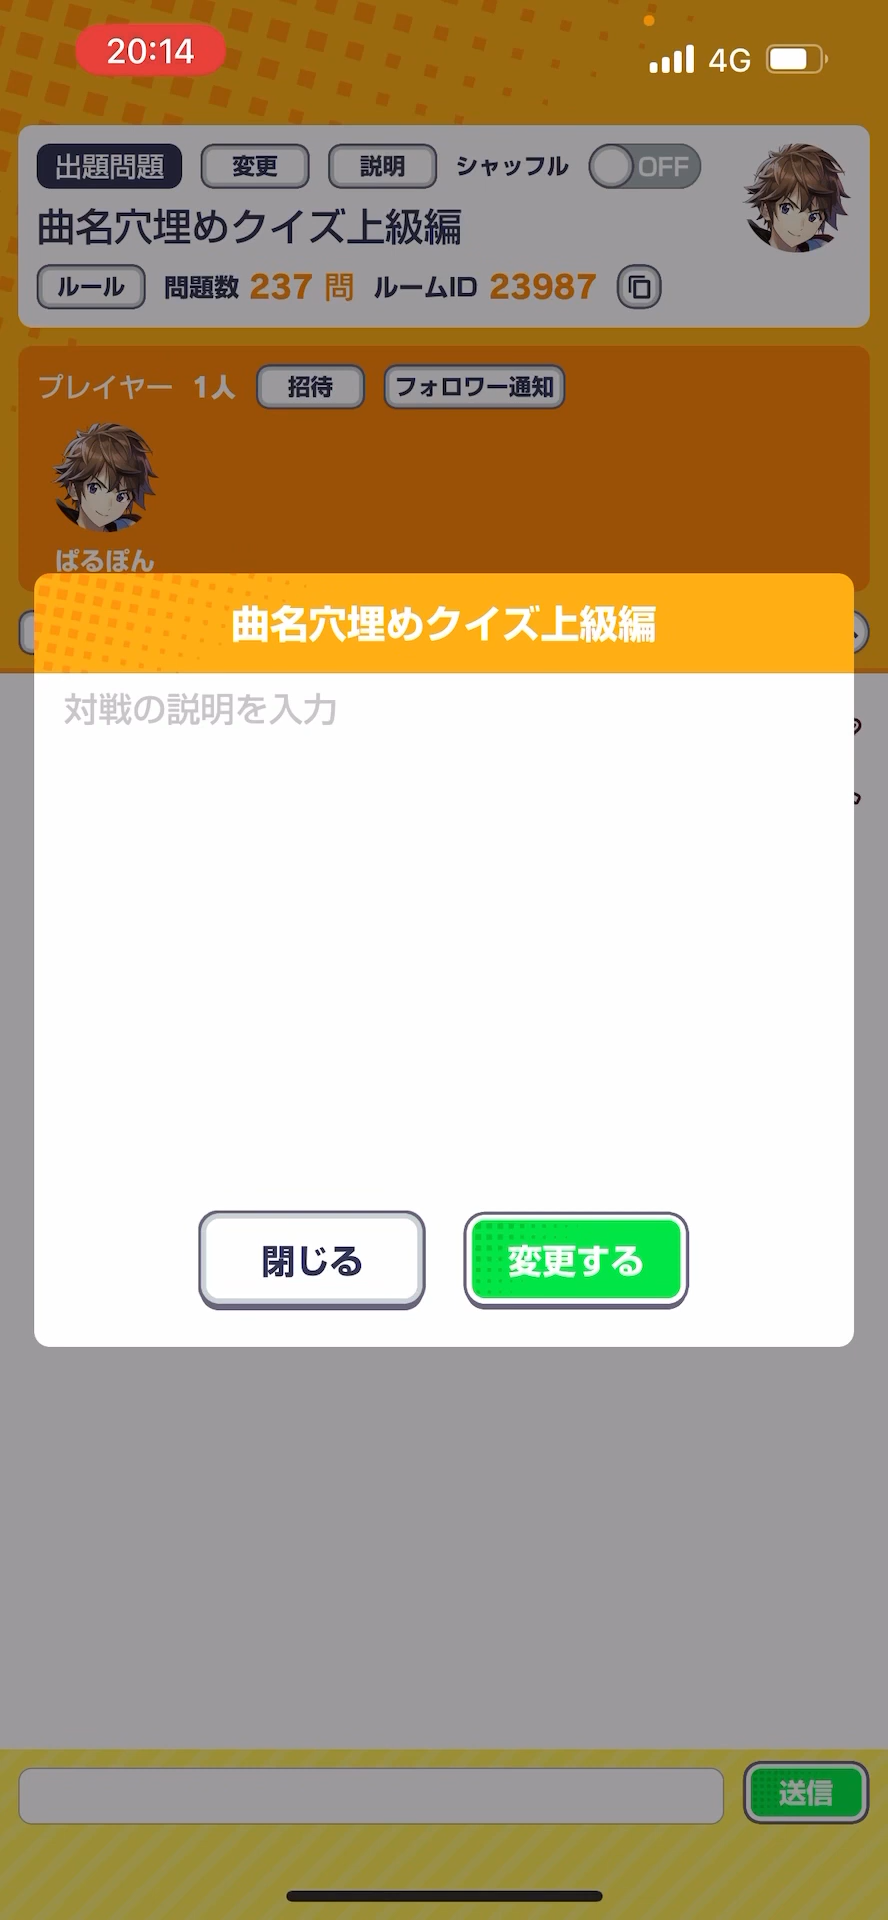 20:14
4G
出題問題 変更 説明 シャッフル OFF
曲名穴埋めクイズ上級編
ルール 問題数 237 問 ルームID 23987
プレイヤー 1人 招待 フォロワー通知
ぱるぽん
曲名穴埋めクイズ上級編
対戦の説明を入力
閉じる 変更する
送信